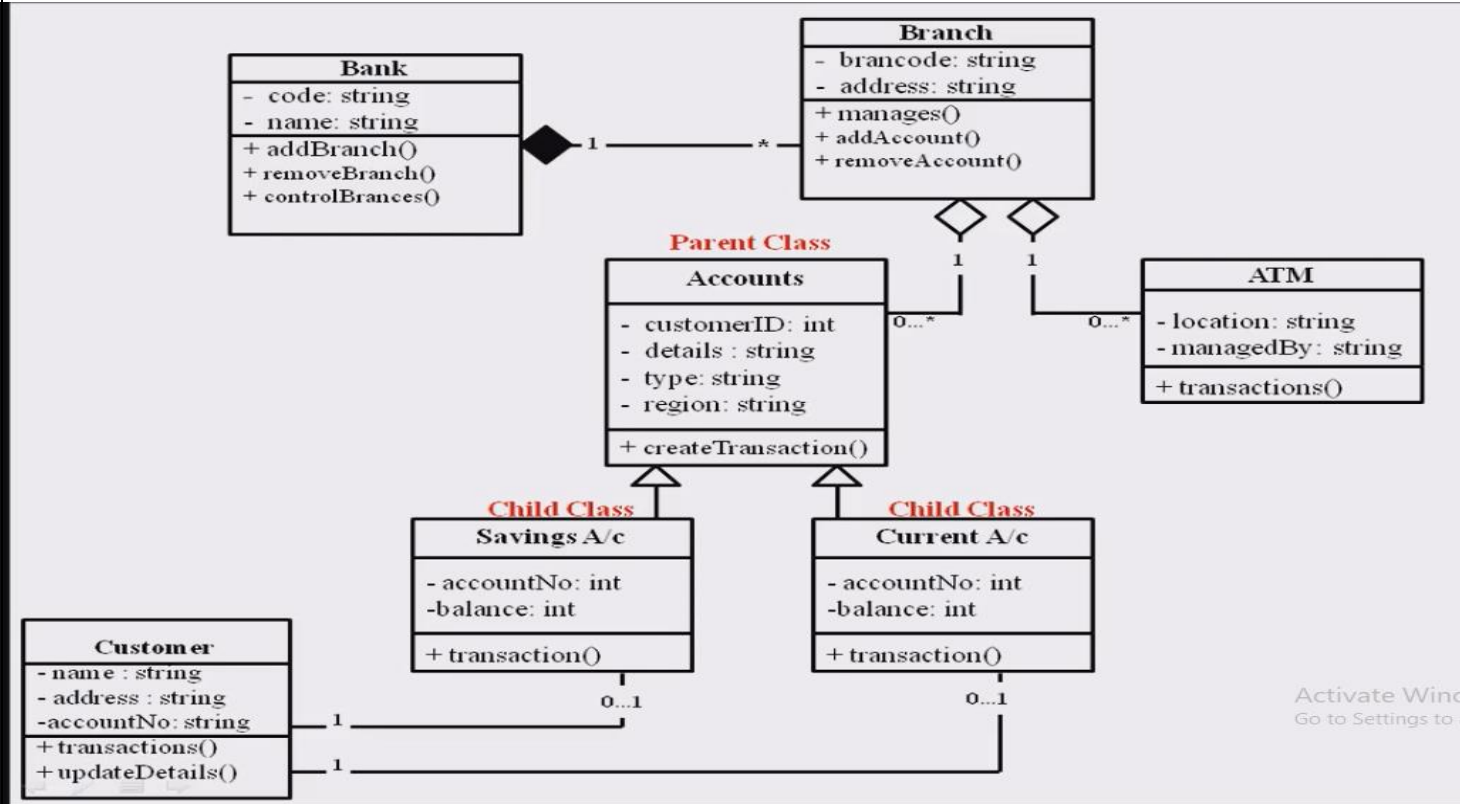 Bank
- code: string
- name: string
+ addBranch()
+ removeBranch()
+ controlBrances()
1
*
Branch
- brancode: string
- address: string
+ manages()
+ addAccount()
+ removeAccount()
1
1
Parent Class
Accounts
- customerID: int
- details : string
- type: string
- region: string
+ createTransaction()
0...*
0...*
ATM
- location: string
- managedBy: string
+ transactions()
Child Class
Savings A/c
- accountNo: int
-balance: int
+ transaction()
0...1
Child Class
Current A/c
- accountNo: int
-balance: int
+ transaction()
0...1
Customer
- name : string
- address : string
-accountNo: string
+ transactions()
+ updateDetails()
1
1
Activate Wind
Go to Settings to